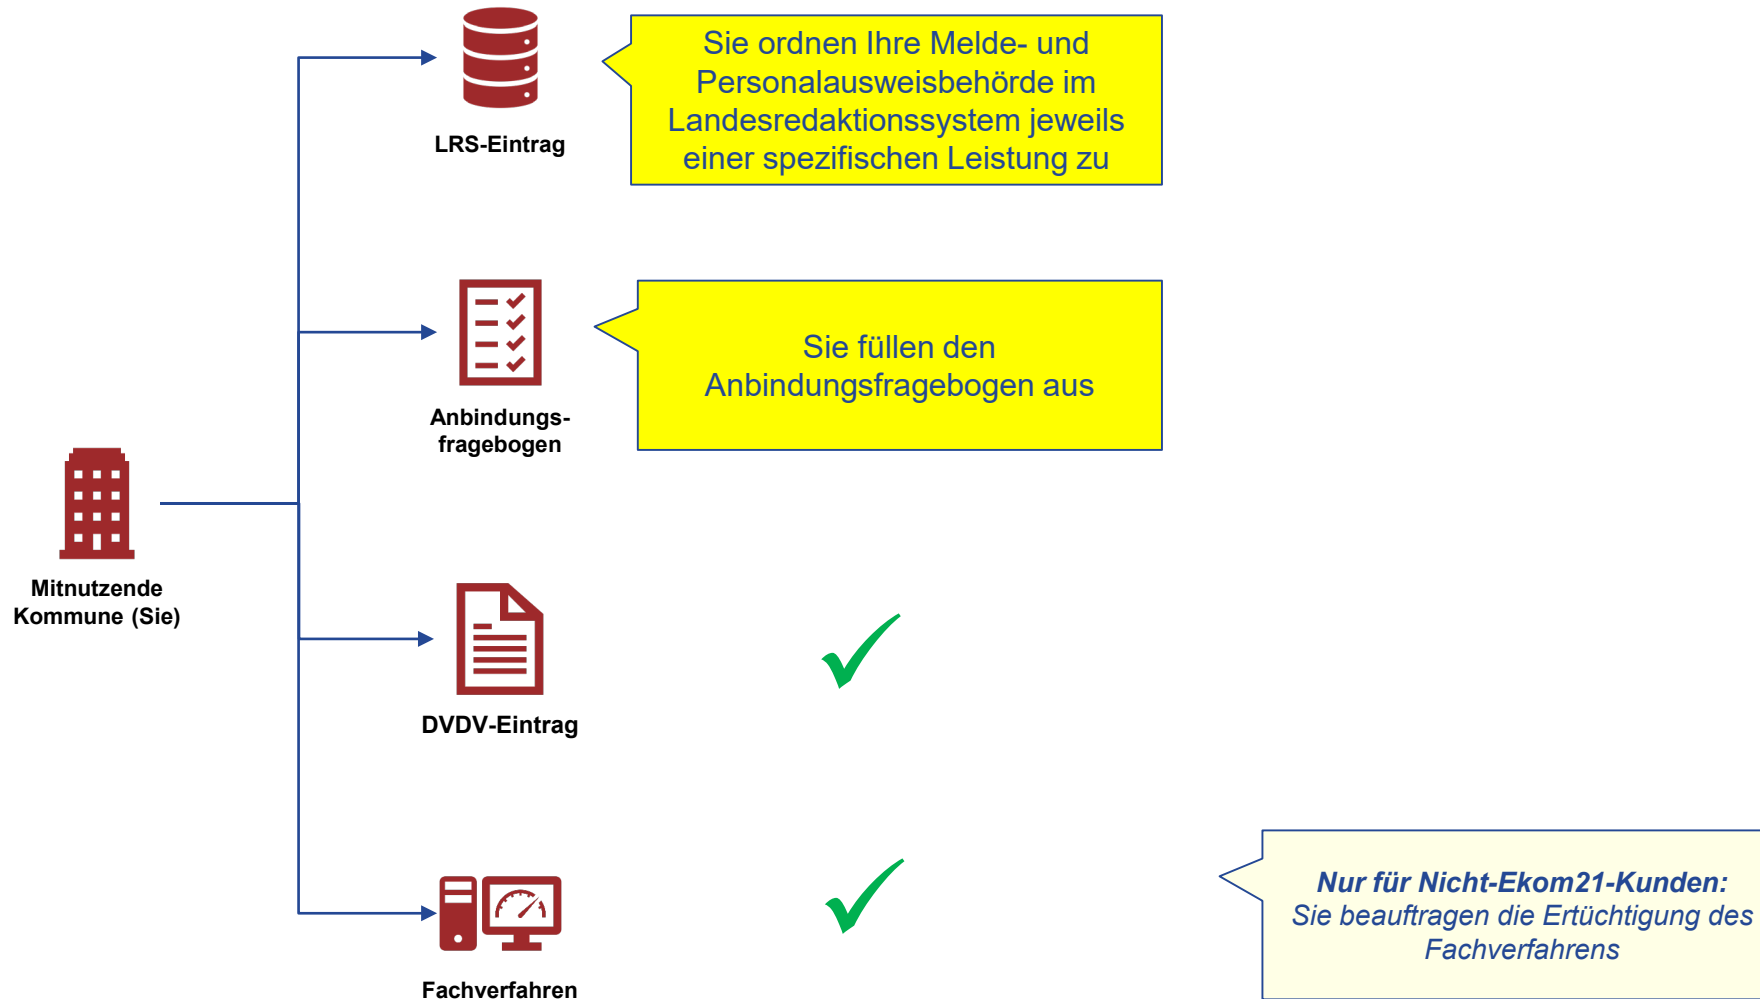 Sie ordnen Ihre Melde- und
Personalausweisbehörde im
Landesredaktionssystem jeweils
einer spezifischen Leistung zu
LRS-Eintrag
Sie füllen den
Anbindungsfragebogen aus
Anbindungs-
fragebogen
Mitnutzende
Kommune (Sie)
DVDV-Eintrag
Nur für Nicht-Ekom21-Kunden:
Sie beauftragen die Ertüchtigung des
Fachverfahrens
Fachverfahren